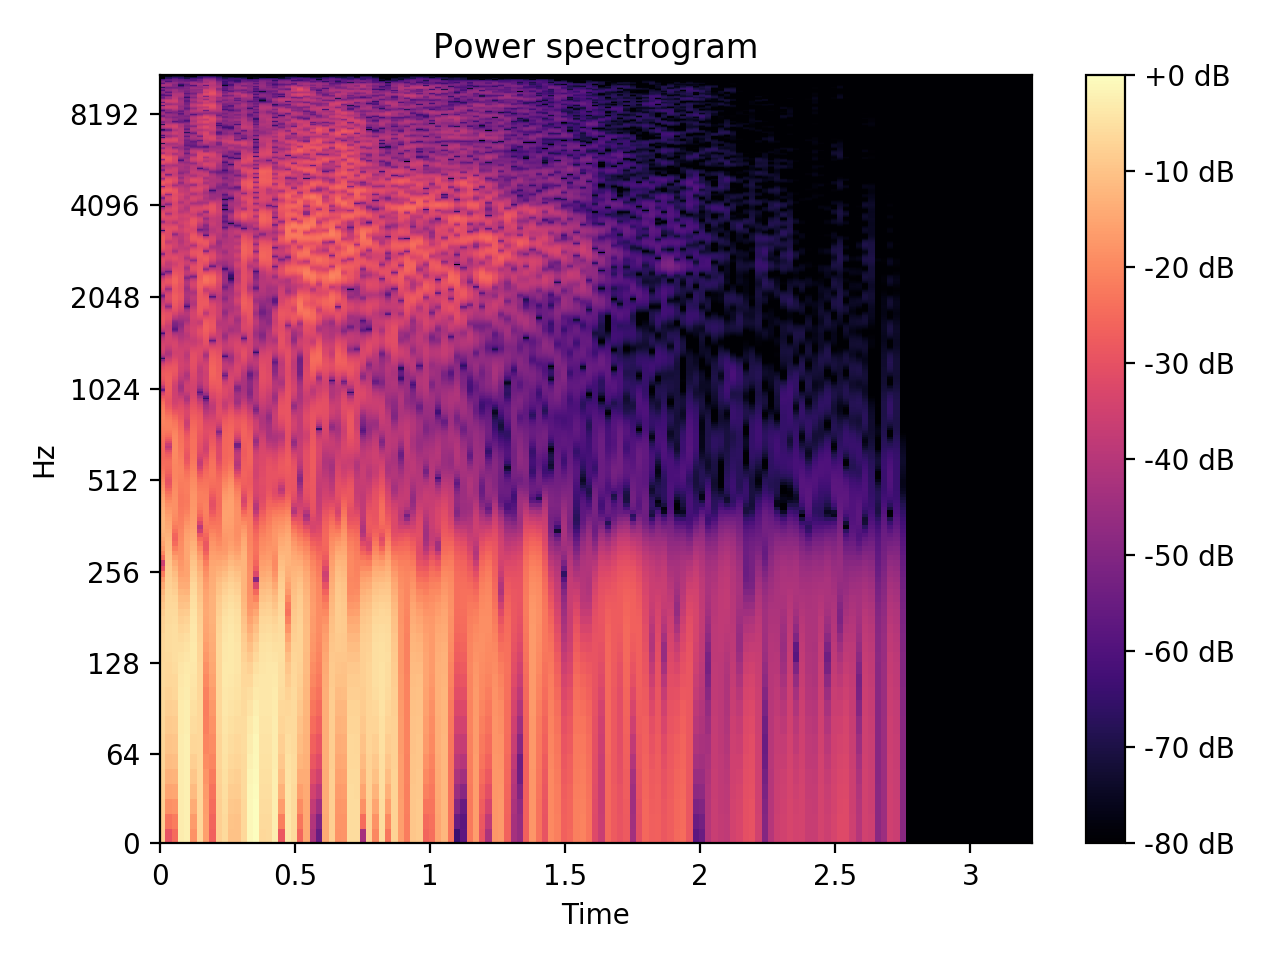 Power spectrogram
8192
4096
2048
1024
512
256
128
64
0
Hz
0 0.5 1 1.5 2 2.5 3
Time
+0 dB
-10 dB
-20 dB
-30 dB
-40 dB
-50 dB
-60 dB
-70 dB
-80 dB